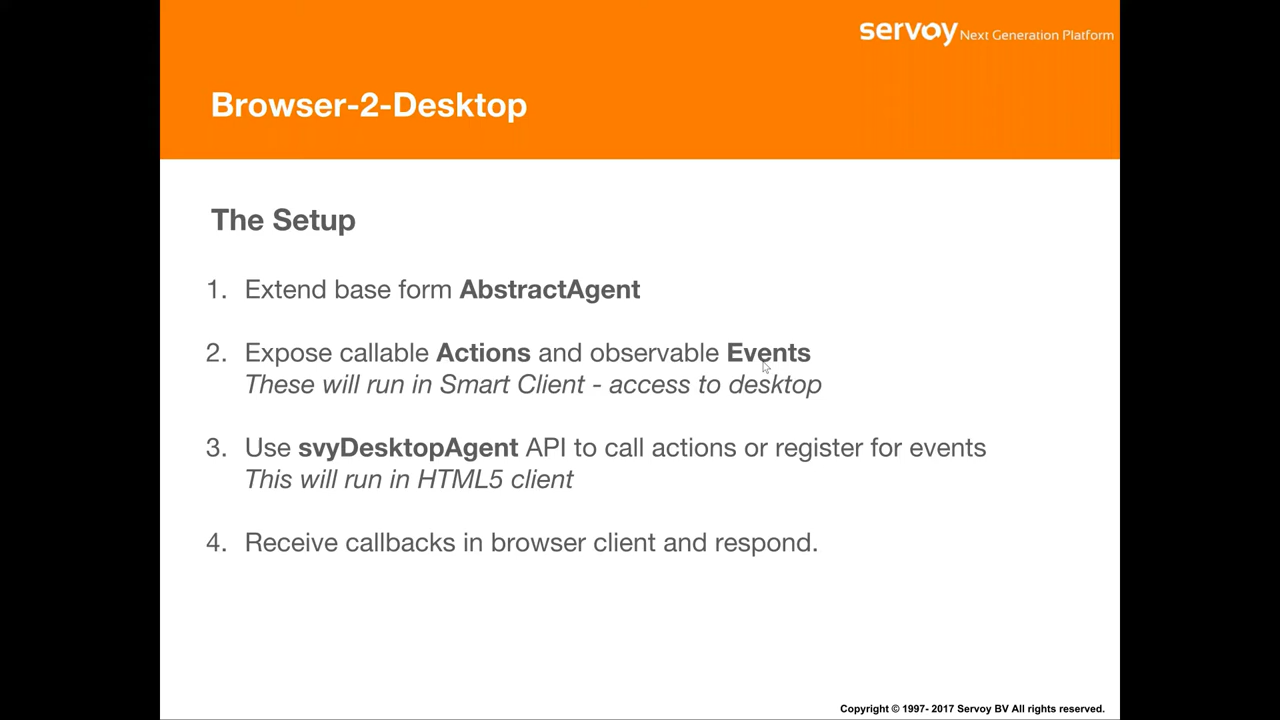 servoy Next Generation Platform
Browser-2-Desktop
The Setup
1. Extend base form AbstractAgent
2. Expose callable Actions and observable Events
These will run in Smart Client - access to desktop
3. Use svyDesktopAgent API to call actions or register for events
This will run in HTML5 client
4. Receive callbacks in browser client and respond.
Copyright © 1997- 2017 Servoy BV All rights reserved.